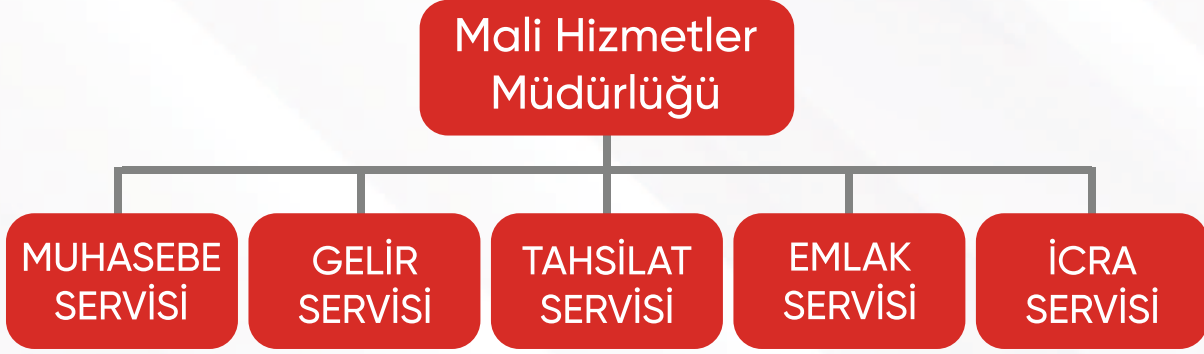 Mali Hizmetler
Müdürlüğü
MUHASEBE
SERVİSİ
GELİR
SERVİSİ
TAHSİLAT
SERVİSİ
EMLAK
SERVİSİ
İCRA
SERVİSİ